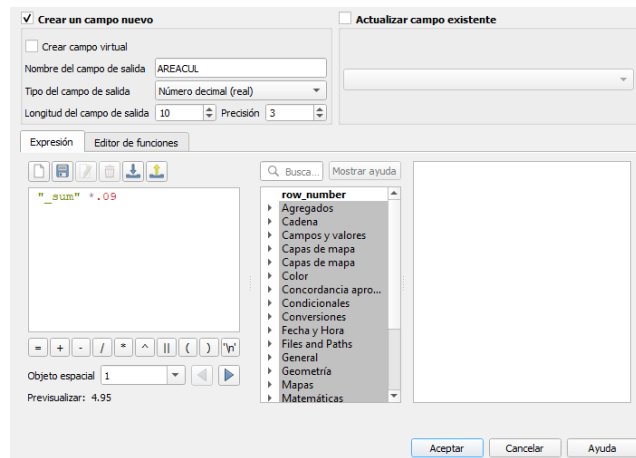 Crear un campo nuevo
Actualizar campo existente
Crear campo virtual
Nombre del campo de salida AREACUL
Tipo del campo de salida Número decimal (real)
Longitud del campo de salida 10 Precisión 3
Expresión Editor de funciones
"_sum" *.09
= + - / * ^ || ( ) '\n'
Objeto espacial 1
Previsualizar: 4.95
Busca... Mostrar ayuda
row_number
Agregados
Cadena
Campos y valores
Capas de mapa
Capas de mapa
Color
Concordancia apro...
Condicionales
Conversiones
Fecha y Hora
Files and Paths
General
Geometría
Mapas
Matemáticas
Aceptar Cancelar Ayuda